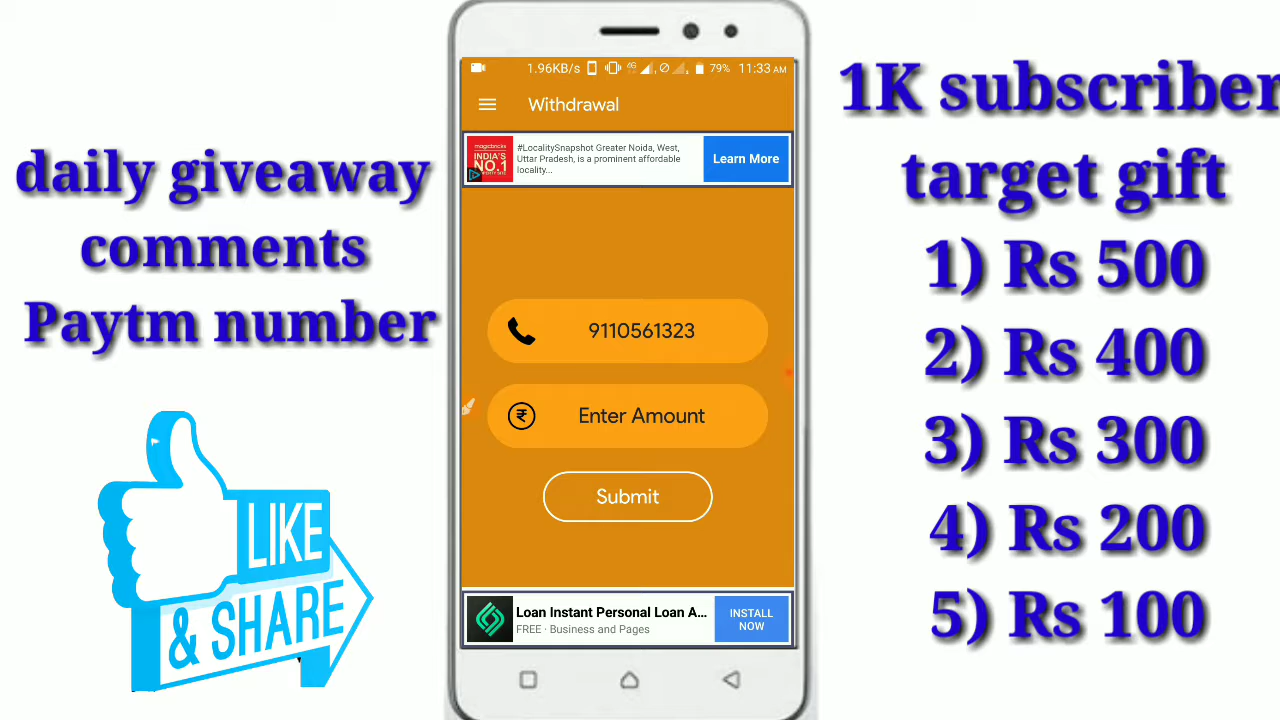 daily giveaway
comments
Paytm number
LIKE
& SHARE
1.96KB/s 4G 79% 11:33 AM
Withdrawal
magicbricks
INDIA'S
NO.1
#LocalitySnapshot Greater Noida, West,
Uttar Pradesh, is a prominent affordable
locality...
Learn More
9110561323
₹ Enter Amount
Submit
Loan Instant Personal Loan A...
FREE · Business and Pages
INSTALL
NOW
1K subscriber
target gift
1) Rs 500
2) Rs 400
3) Rs 300
4) Rs 200
5) Rs 100